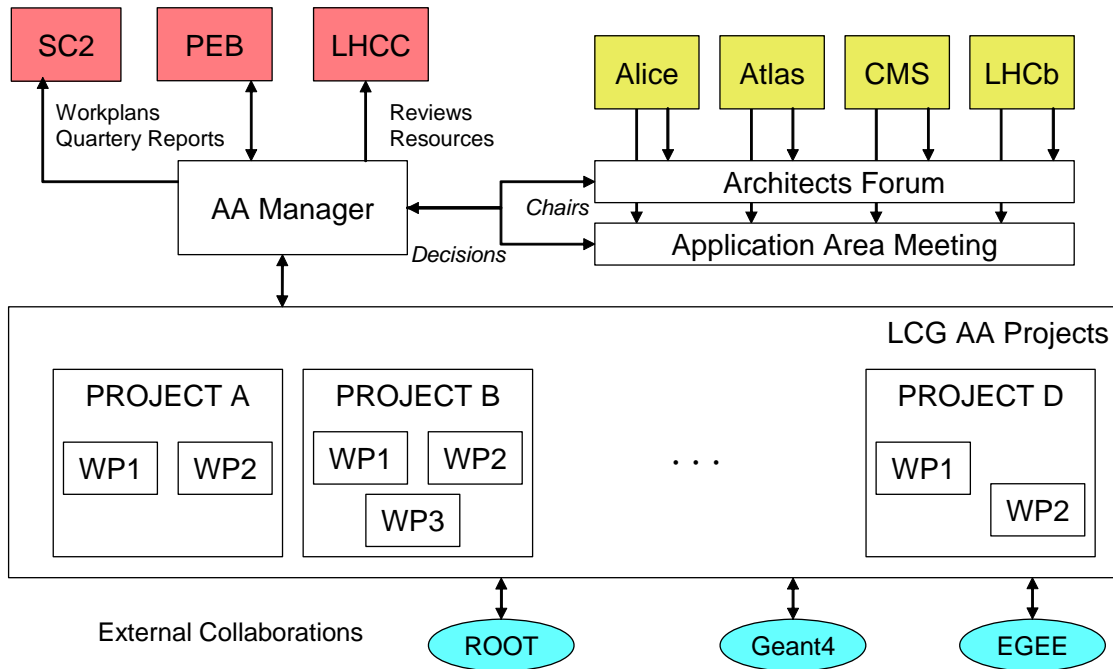 SC2
PEB
LHCC
Alice
Atlas
CMS
LHCb
Workplans
Quartery Reports
Reviews
Resources
AA Manager
Chairs
Decisions
Architects Forum
Application Area Meeting
LCG AA Projects
PROJECT A
WP1
WP2
PROJECT B
WP1
WP2
WP3
. . .
PROJECT D
WP1
WP2
External Collaborations
ROOT
Geant4
EGEE